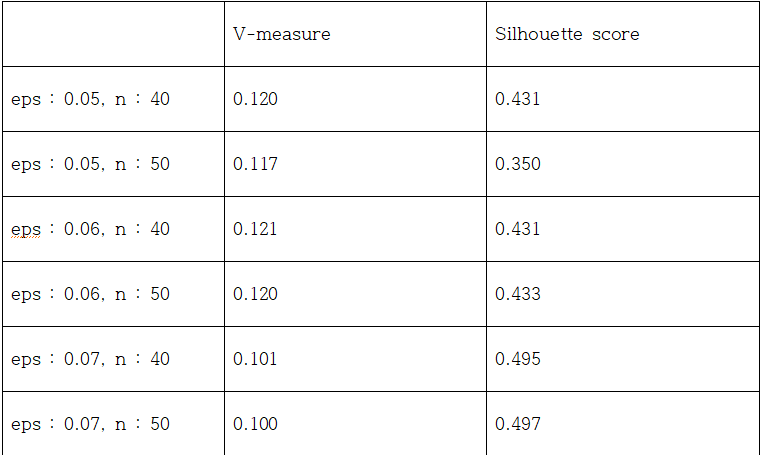 V-measure Silhouette score
eps : 0.05, n : 40 0.120 0.431
eps : 0.05, n : 50 0.117 0.350
eps : 0.06, n : 40 0.121 0.431
eps : 0.06, n : 50 0.120 0.433
eps : 0.07, n : 40 0.101 0.495
eps : 0.07, n : 50 0.100 0.497